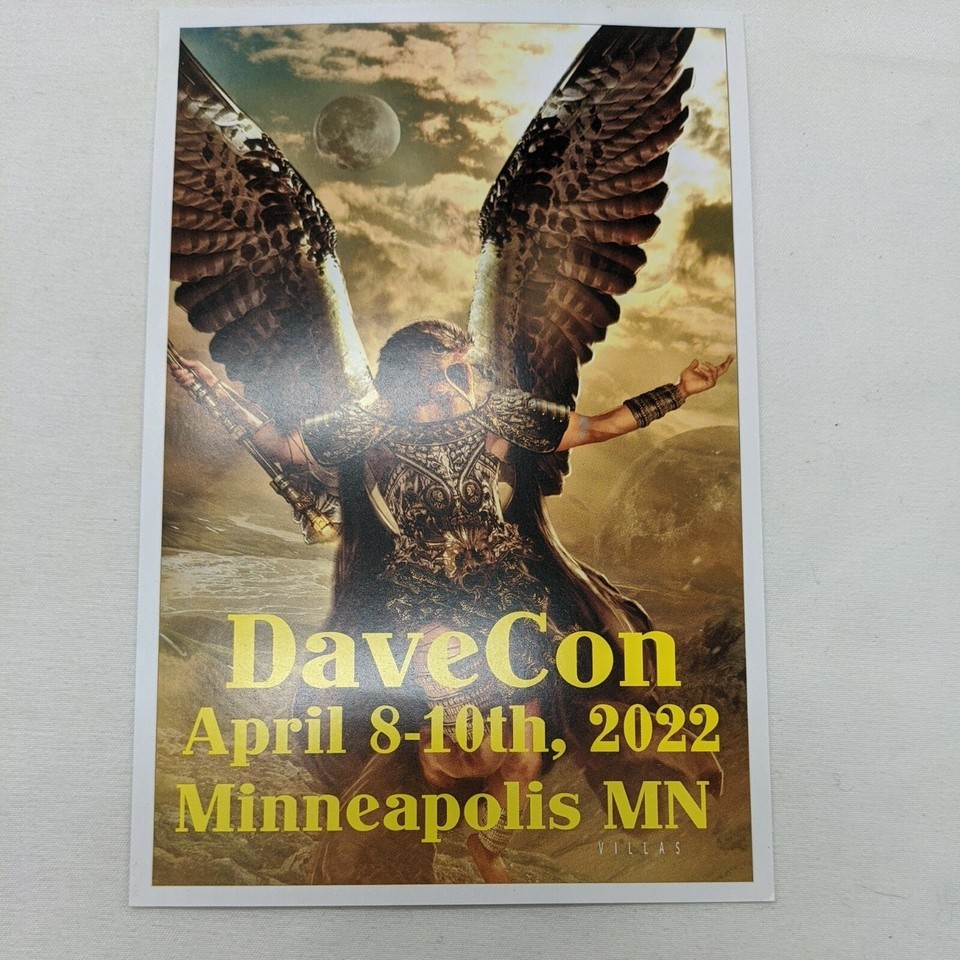 DaveCon
April 8-10th, 2022
Minneapolis MN
VILLAS